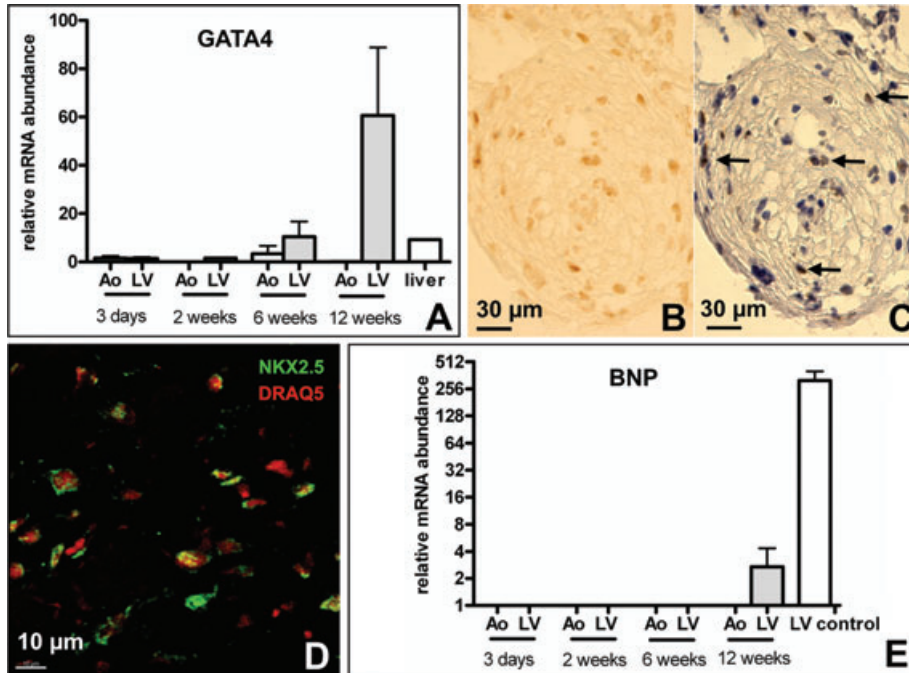 GATA4
relative mRNA abundance
100
80
60
40
20
0
Ao LV Ao LV Ao LV Ao LV liver
3 days 2 weeks 6 weeks 12 weeks
A
30 µm
B
30 µm
C
NKX2.5
DRAQ5
10 µm
D
BNP
relative mRNA abundance
512
256
128
64
32
16
8
4
2
1
Ao LV Ao LV Ao LV Ao LV LV control
3 days 2 weeks 6 weeks 12 weeks
E